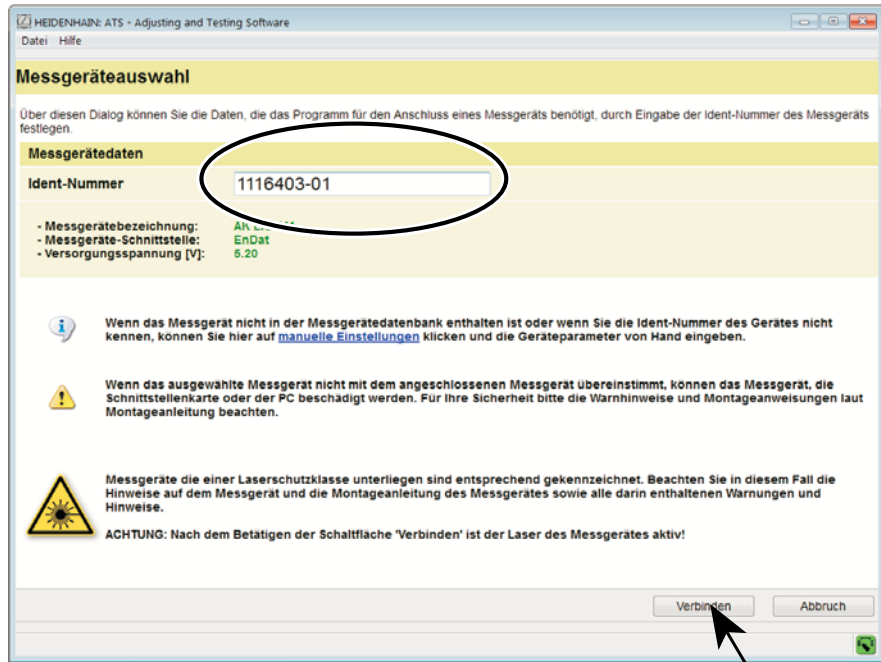 HEIDENHAIN: ATS - Adjusting and Testing Software
Datei Hilfe
Messgeräteauswahl
Über diesen Dialog können Sie die Daten, die das Programm für den Anschluss eines Messgeräts benötigt, durch Eingabe der Ident-Nummer des Messgeräts
festlegen.
Messgerätedaten
Ident-Nummer 1116403-01
- Messgerätebezeichnung: AK
- Messgeräte-Schnittstelle: EnDat
- Versorgungsspannung [V]: 5.20
Wenn das Messgerät nicht in der Messgerätedatenbank enthalten ist oder wenn Sie die Ident-Nummer des Gerätes nicht
kennen, können Sie hier auf manuelle Einstellungen klicken und die Geräteparameter von Hand eingeben.
Wenn das ausgewählte Messgerät nicht mit dem angeschlossenen Messgerät übereinstimmt, können das Messgerät, die
Schnittstellenkarte oder der PC beschädigt werden. Für Ihre Sicherheit bitte die Warnhinweise und Montageanweisungen laut
Montageanleitung beachten.
Messgeräte die einer Laserschutzklasse unterliegen sind entsprechend gekennzeichnet. Beachten Sie in diesem Fall die
Hinweise auf dem Messgerät und die Montageanleitung des Messgerätes sowie alle darin enthaltenen Warnungen und
Hinweise.
ACHTUNG: Nach dem Betätigen der Schaltfläche 'Verbinden' ist der Laser des Messgerätes aktiv!
Verbinden Abbruch